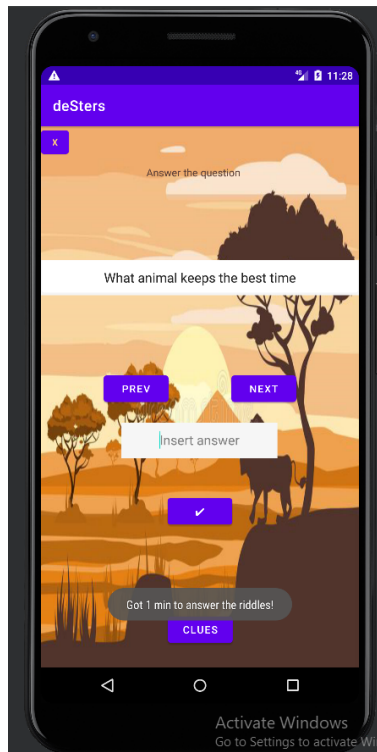 4G 11:28
deSters
X
Answer the question
What animal keeps the best time
PREV NEXT
Insert answer
✔
Got 1 min to answer the riddles!
CLUES
Activate Windows
Go to Settings to activate Wi